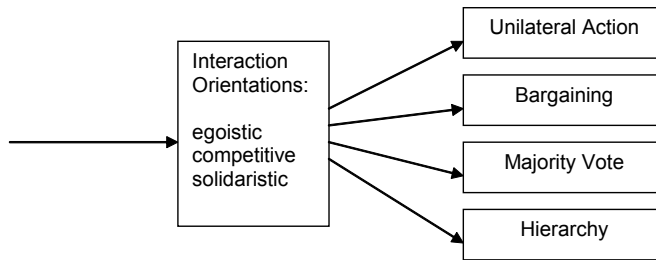 Interaction
Orientations:
egoistic
competitive
solidaristic
Unilateral Action
Bargaining
Majority Vote
Hierarchy